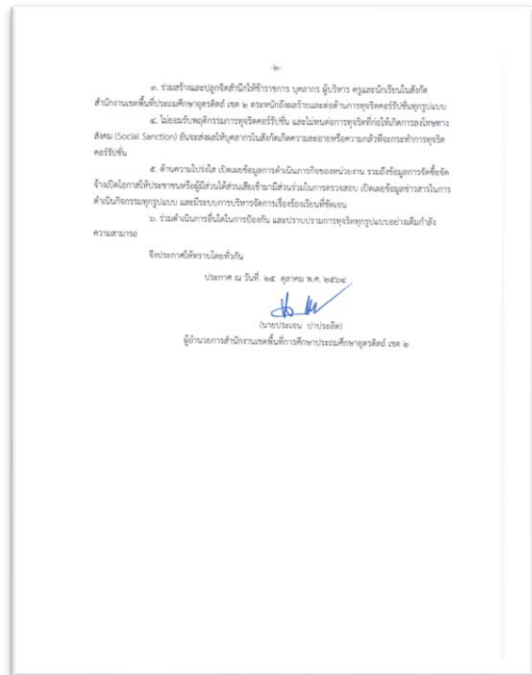 -๒-
๓. ร่วมสร้างและปลูกจิตสำนึกให้ข้าราชการ บุคลากร ผู้บริหาร ครูและนักเรียนในสังกัด
สำนักงานเขตพื้นที่ประถมศึกษาอุตรดิตถ์ เขต ๒ ตระหนักถึงผลร้ายและต่อต้านการทุจริตคอร์รัปชั่นทุกรูปแบบ
๔. ไม่ยอมรับพฤติกรรมการทุจริตคอร์รัปชั่น และไม่ทนต่อการทุจริตที่ก่อให้เกิดการลงโทษทาง
สังคม (Social Sanction) อันจะส่งผลให้บุคลากรในสังกัดเกิดความละอายหรือความกลัวที่จะกระทำการทุจริต
คอร์รัปชั่น
๕. ด้านความโปร่งใส เปิดเผยข้อมูลการดำเนินภารกิจของหน่วยงาน รวมถึงข้อมูลการจัดซื้อจัด
จ้างเปิดโอกาสให้ประชาชนหรือผู้มีส่วนได้ส่วนเสียเข้ามามีส่วนร่วมในการตรวจสอบ เปิดเผยข้อมูลข่าวสารในการ
ดำเนินกิจกรรมทุกรูปแบบ และมีระบบการบริหารจัดการเรื่องร้องเรียนที่ชัดเจน
๖. ร่วมดำเนินการอื่นใดในการป้องกัน และปราบปรามการทุจริตทุกรูปแบบอย่างเต็มกำลัง
ความสามารถ
จึงประกาศให้ทราบโดยทั่วกัน
ประกาศ ณ วันที่ ๒๕ ตุลาคม พ.ศ. ๒๕๖๔
(นายประเจน ปาประลิต)
ผู้อำนวยการสำนักงานเขตพื้นที่การศึกษาประถมศึกษาอุตรดิตถ์ เขต ๒